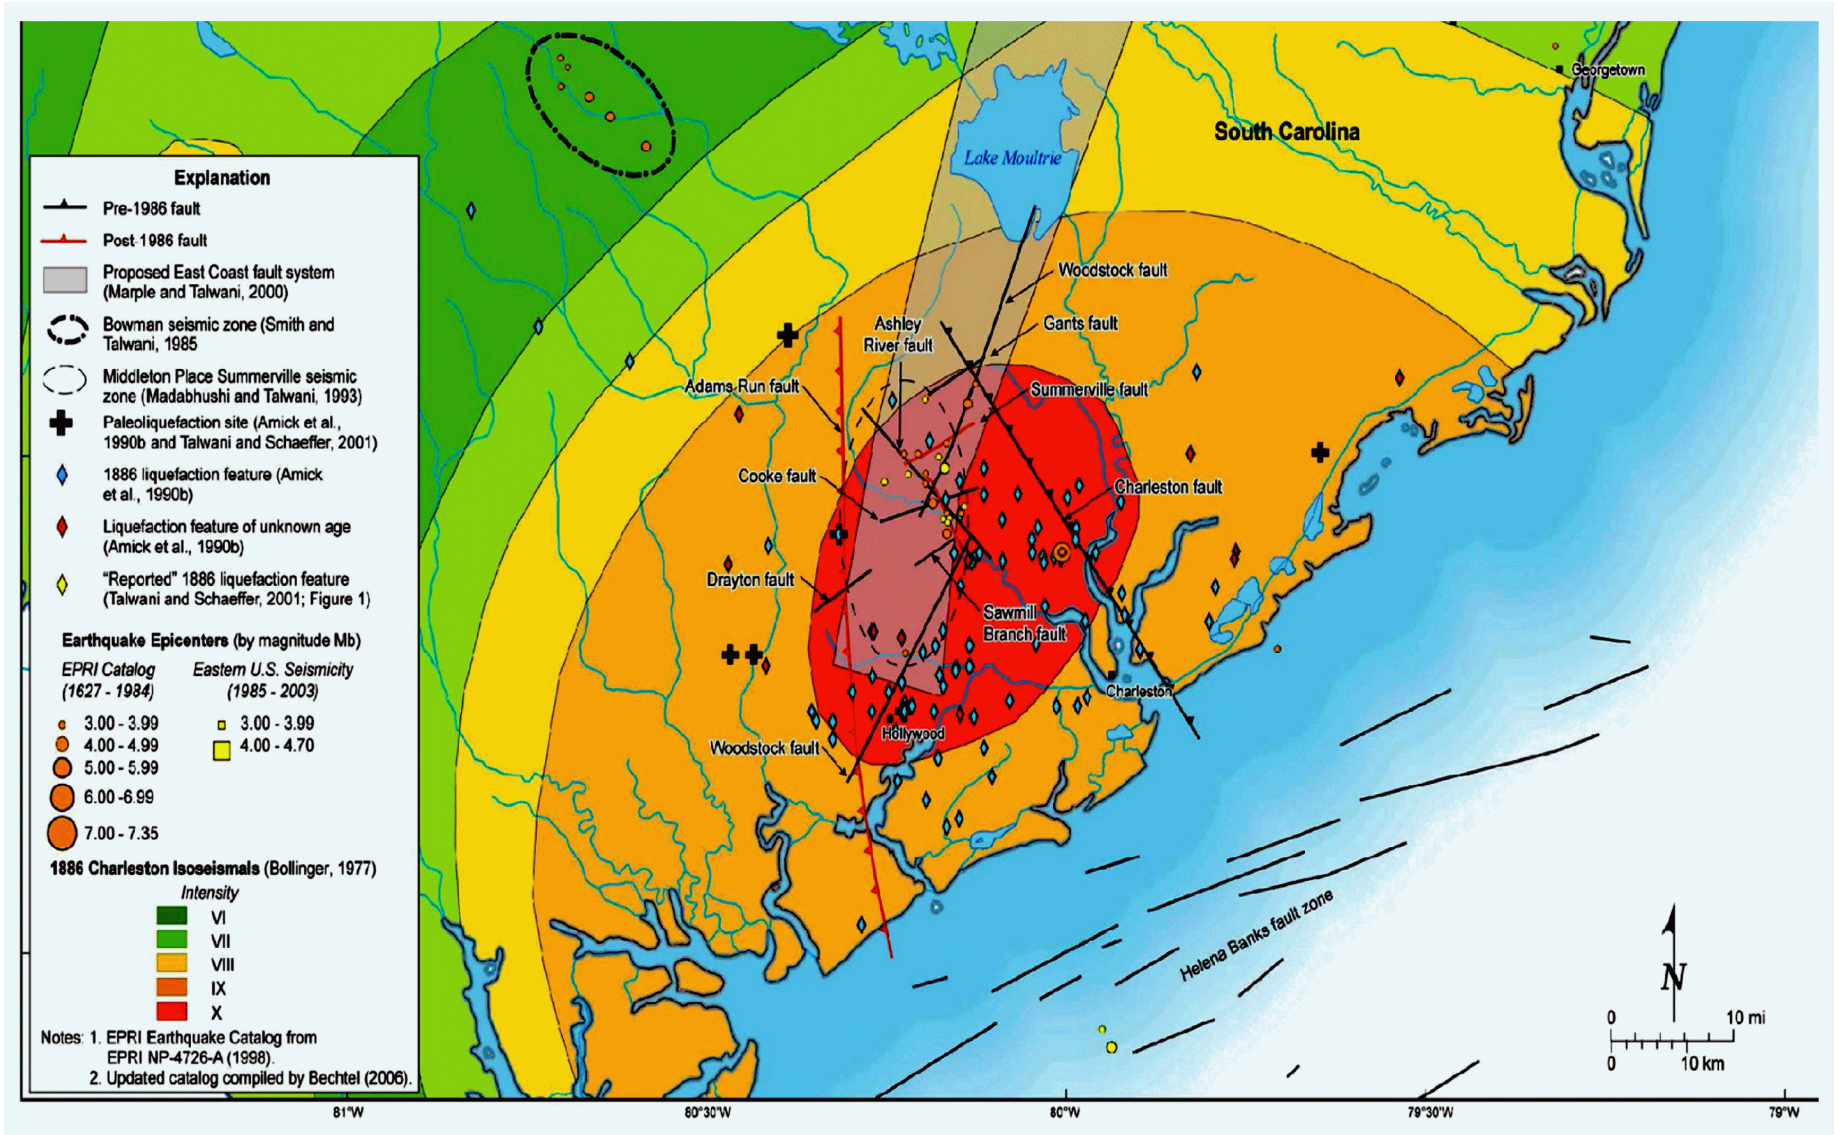 Explanation
Pre-1986 fault
Post-1986 fault
Proposed East Coast fault system
(Marple and Talwani, 2000)
Bowman seismic zone (Smith and
Talwani, 1985
Middleton Place Summerville seismic
zone (Madabhushi and Talwani, 1993)
Paleoliquefaction site (Amick et al.,
1990b and Talwani and Schaeffer, 2001)
1886 liquefaction feature (Amick
et al., 1990b)
Liquefaction feature of unknown age
(Amick et al., 1990b)
“Reported” 1886 liquefaction feature
(Talwani and Schaeffer, 2001; Figure 1)
Earthquake Epicenters (by magnitude Mb)
EPRI Catalog
(1627 - 1984)
3.00 - 3.99
4.00 - 4.99
5.00 - 5.99
6.00 -6.99
7.00 - 7.35
Eastern U.S. Seismicity
(1985 - 2003)
3.00 - 3.99
4.00 - 4.70
1886 Charleston Isoseismals (Bollinger, 1977)
Intensity
VI
VII
VIII
IX
X
Notes: 1. EPRI Earthquake Catalog from
EPRI NP-4726-A (1998).
2. Updated catalog compiled by Bechtel (2006).
Georgetown
South Carolina
Lake Moultrie
Woodstock fault
Gants fault
Ashley
River fault
Adams Run fault
Summerville fault
Cooke fault
Charleston fault
Drayton fault
Sawmill
Branch fault
Charleston
Hollywood
Woodstock fault
Helena Banks fault zone
N
0 10 mi
0 10 km
81°W
80°30'W
80°W
79°30'W
79°W